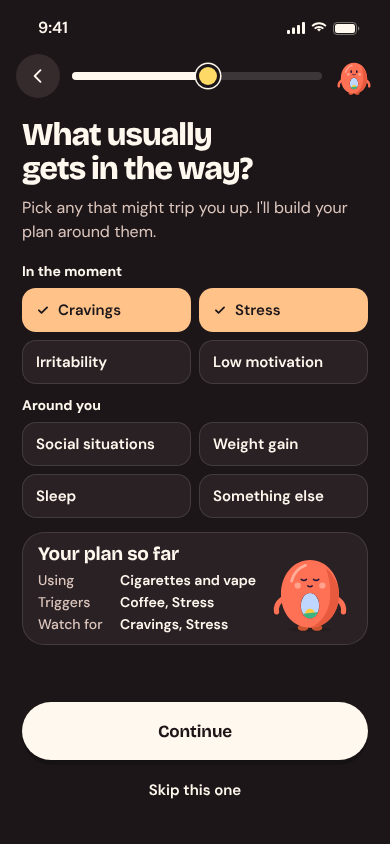 9:41
What usually
gets in the way?
Pick any that might trip you up. I'll build your
plan around them.
In the moment
Cravings
Stress
Irritability
Low motivation
Around you
Social situations
Weight gain
Sleep
Something else
Your plan so far
Using Cigarettes and vape
Triggers Coffee, Stress
Watch for Cravings, Stress
Continue
Skip this one